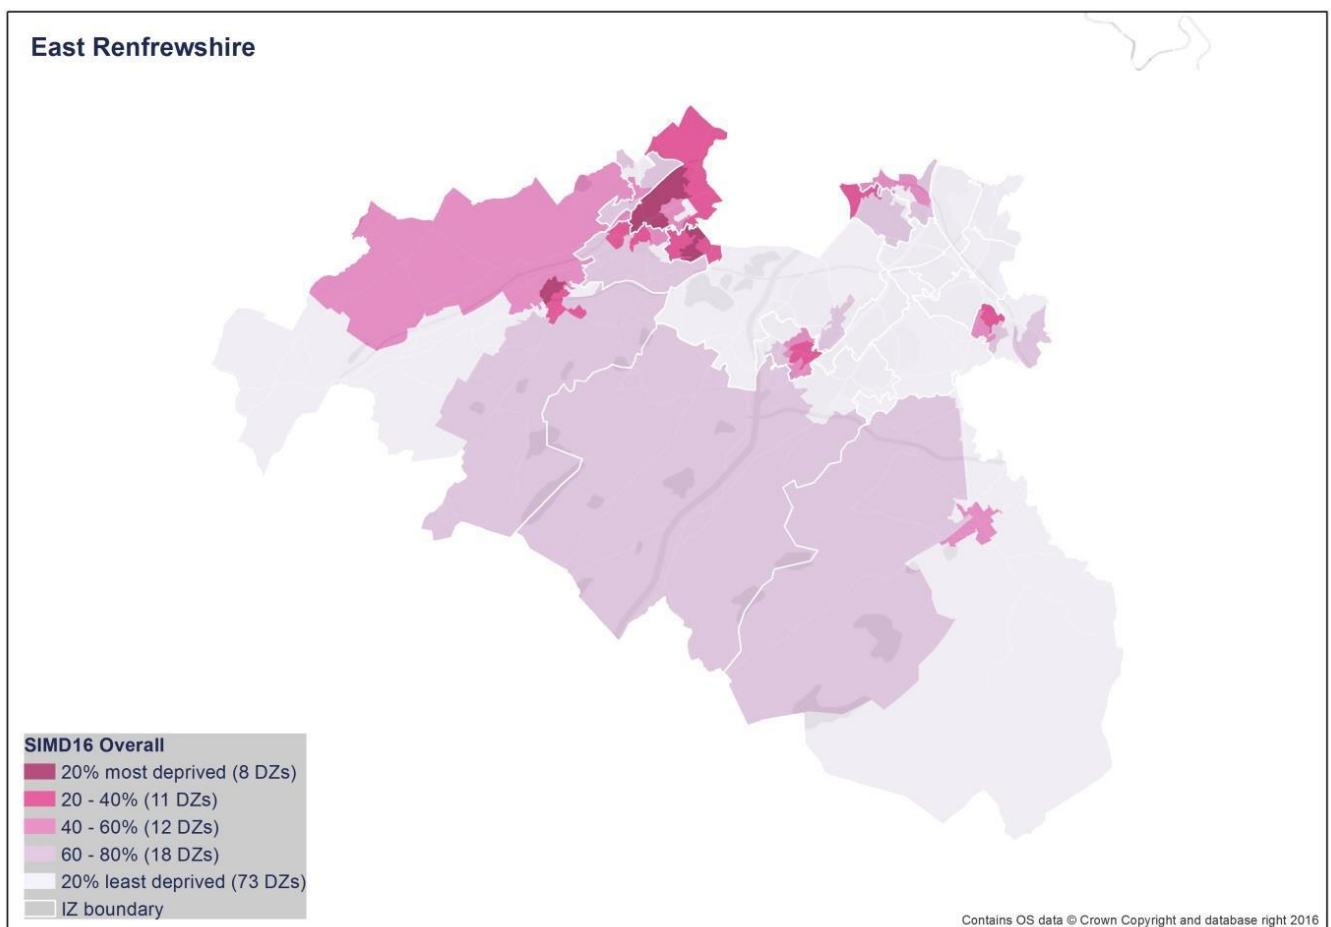 East Renfrewshire
SIMD16 Overall
20% most deprived (8 DZs)
20 - 40% (11 DZs)
40 - 60% (12 DZs)
60 - 80% (18 DZs)
20% least deprived (73 DZs)
IZ boundary
Contains OS data © Crown Copyright and database right 2016